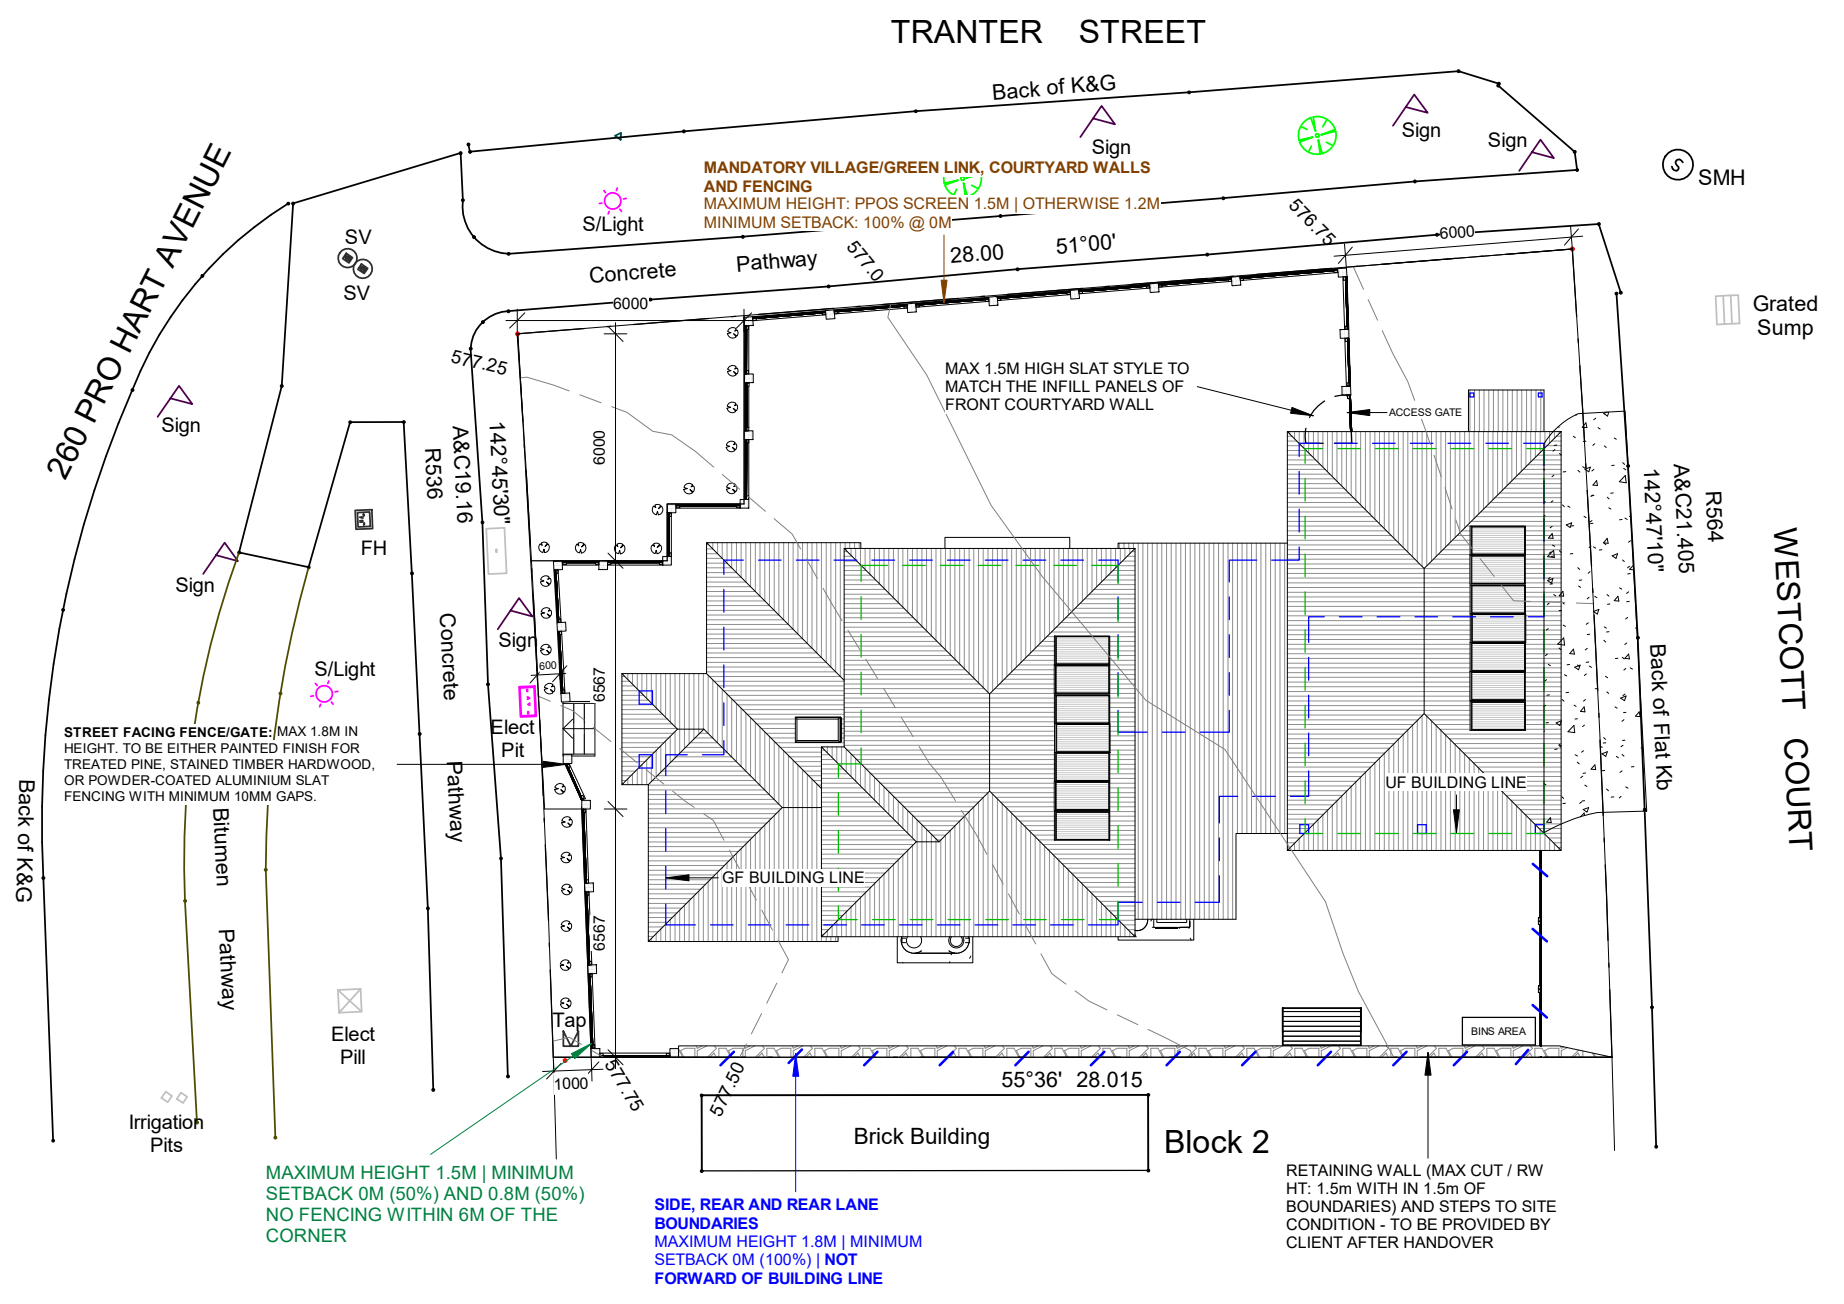 TRANTER STREET
Back of K&G
Sign
Sign
Sign
SMH
MANDATORY VILLAGE/GREEN LINK, COURTYARD WALLS
AND FENCING
MAXIMUM HEIGHT: PPOS SCREEN 1.5M | OTHERWISE 1.2M
MINIMUM SETBACK: 100% @ 0M
S/Light
SV
SV
260 PRO HART AVENUE
Concrete Pathway
577.0
28.00
51°00'
576.75
6000
6000
Grated
Sump
577.25
MAX 1.5M HIGH SLAT STYLE TO
MATCH THE INFILL PANELS OF
FRONT COURTYARD WALL
ACCESS GATE
Sign
6000
142°45'30"
A&C19.16
R536
R564
A&C21.405
142°47'10"
FH
Sign
WESTCOTT COURT
Concrete
Pathway
Sign
600
6567
S/Light
Back of Flat Kb
Elect
Pit
STREET FACING FENCE/GATE: MAX 1.8M IN
HEIGHT. TO BE EITHER PAINTED FINISH FOR
TREATED PINE, STAINED TIMBER HARDWOOD,
OR POWDER-COATED ALUMINIUM SLAT
FENCING WITH MINIMUM 10MM GAPS.
UF BUILDING LINE
Back of K&G
Bitumen
Pathway
GF BUILDING LINE
6567
Elect
Pill
Tap
BINS AREA
1000
577.75
577.50
55°36' 28.015
Irrigation
Pits
Brick Building
Block 2
MAXIMUM HEIGHT 1.5M | MINIMUM
SETBACK 0M (50%) AND 0.8M (50%)
NO FENCING WITHIN 6M OF THE
CORNER
SIDE, REAR AND REAR LANE
BOUNDARIES
MAXIMUM HEIGHT 1.8M | MINIMUM
SETBACK 0M (100%) | NOT
FORWARD OF BUILDING LINE
RETAINING WALL (MAX CUT / RW
HT: 1.5m WITH IN 1.5m OF
BOUNDARIES) AND STEPS TO SITE
CONDITION - TO BE PROVIDED BY
CLIENT AFTER HANDOVER